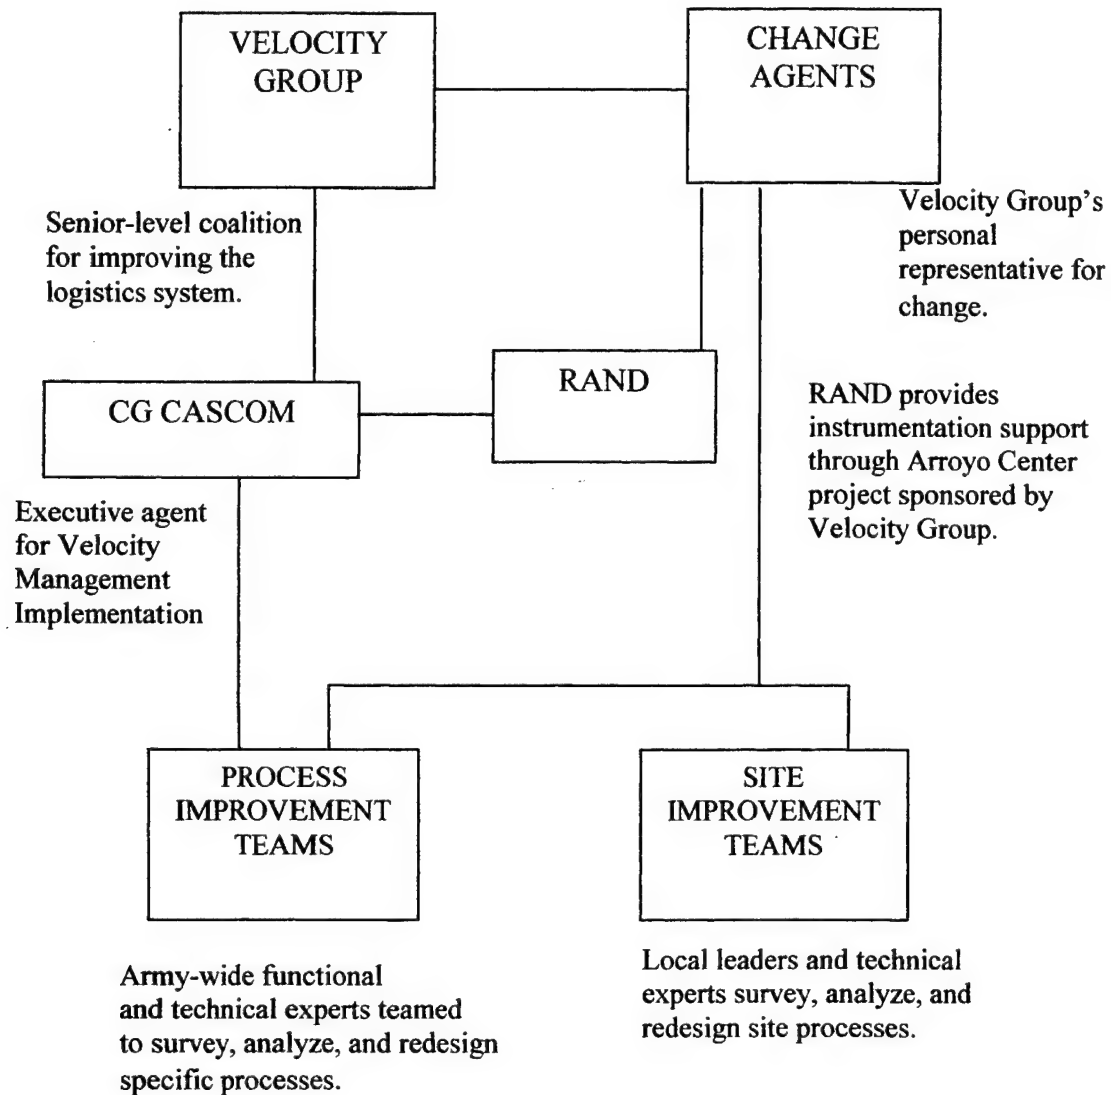 VELOCITY
GROUP
CHANGE
AGENTS
Senior-level coalition
for improving the
logistics system.
Velocity Group's
personal
representative for
change.
CG CASCOM
RAND
RAND provides
instrumentation support
through Arroyo Center
project sponsored by
Velocity Group.
Executive agent
for Velocity
Management
Implementation
PROCESS
IMPROVEMENT
TEAMS
SITE
IMPROVEMENT
TEAMS
Army-wide functional
and technical experts teamed
to survey, analyze, and redesign
specific processes.
Local leaders and technical
experts survey, analyze, and
redesign site processes.